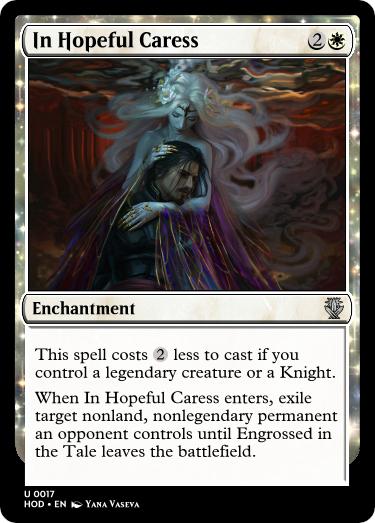 In Hopeful Caress 2
Enchantment
This spell costs 2 less to cast if you
control a legendary creature or a Knight.
When In Hopeful Caress enters, exile
target nonland, nonlegendary permanent
an opponent controls until Engrossed in
the Tale leaves the battlefield.
U 0017
HOD • EN Yana Vaseva